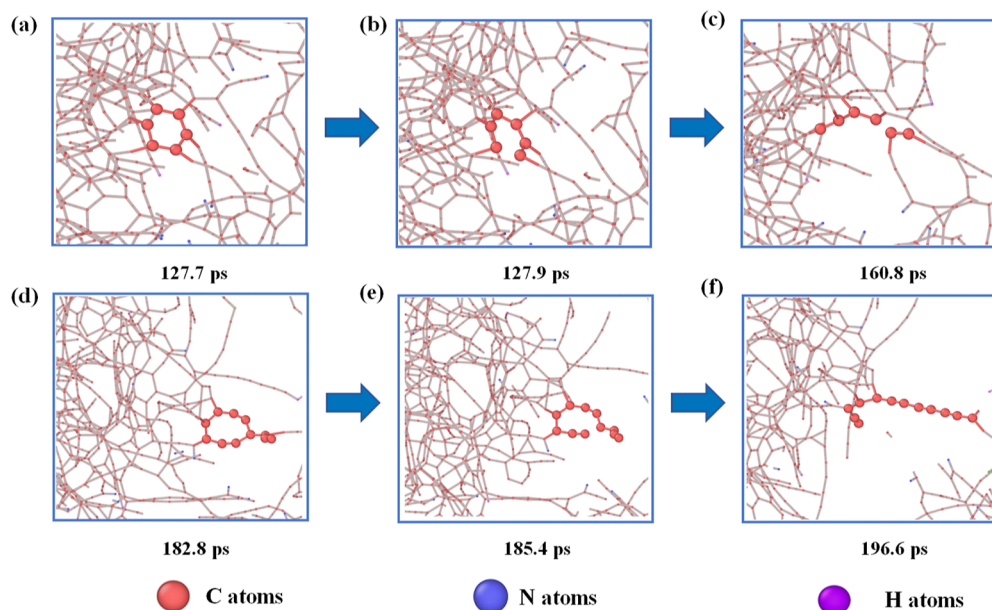 (a)
(b)
(c)
127.7 ps
127.9 ps
160.8 ps
(d)
(e)
(f)
182.8 ps
185.4 ps
196.6 ps
C atoms
N atoms
H atoms